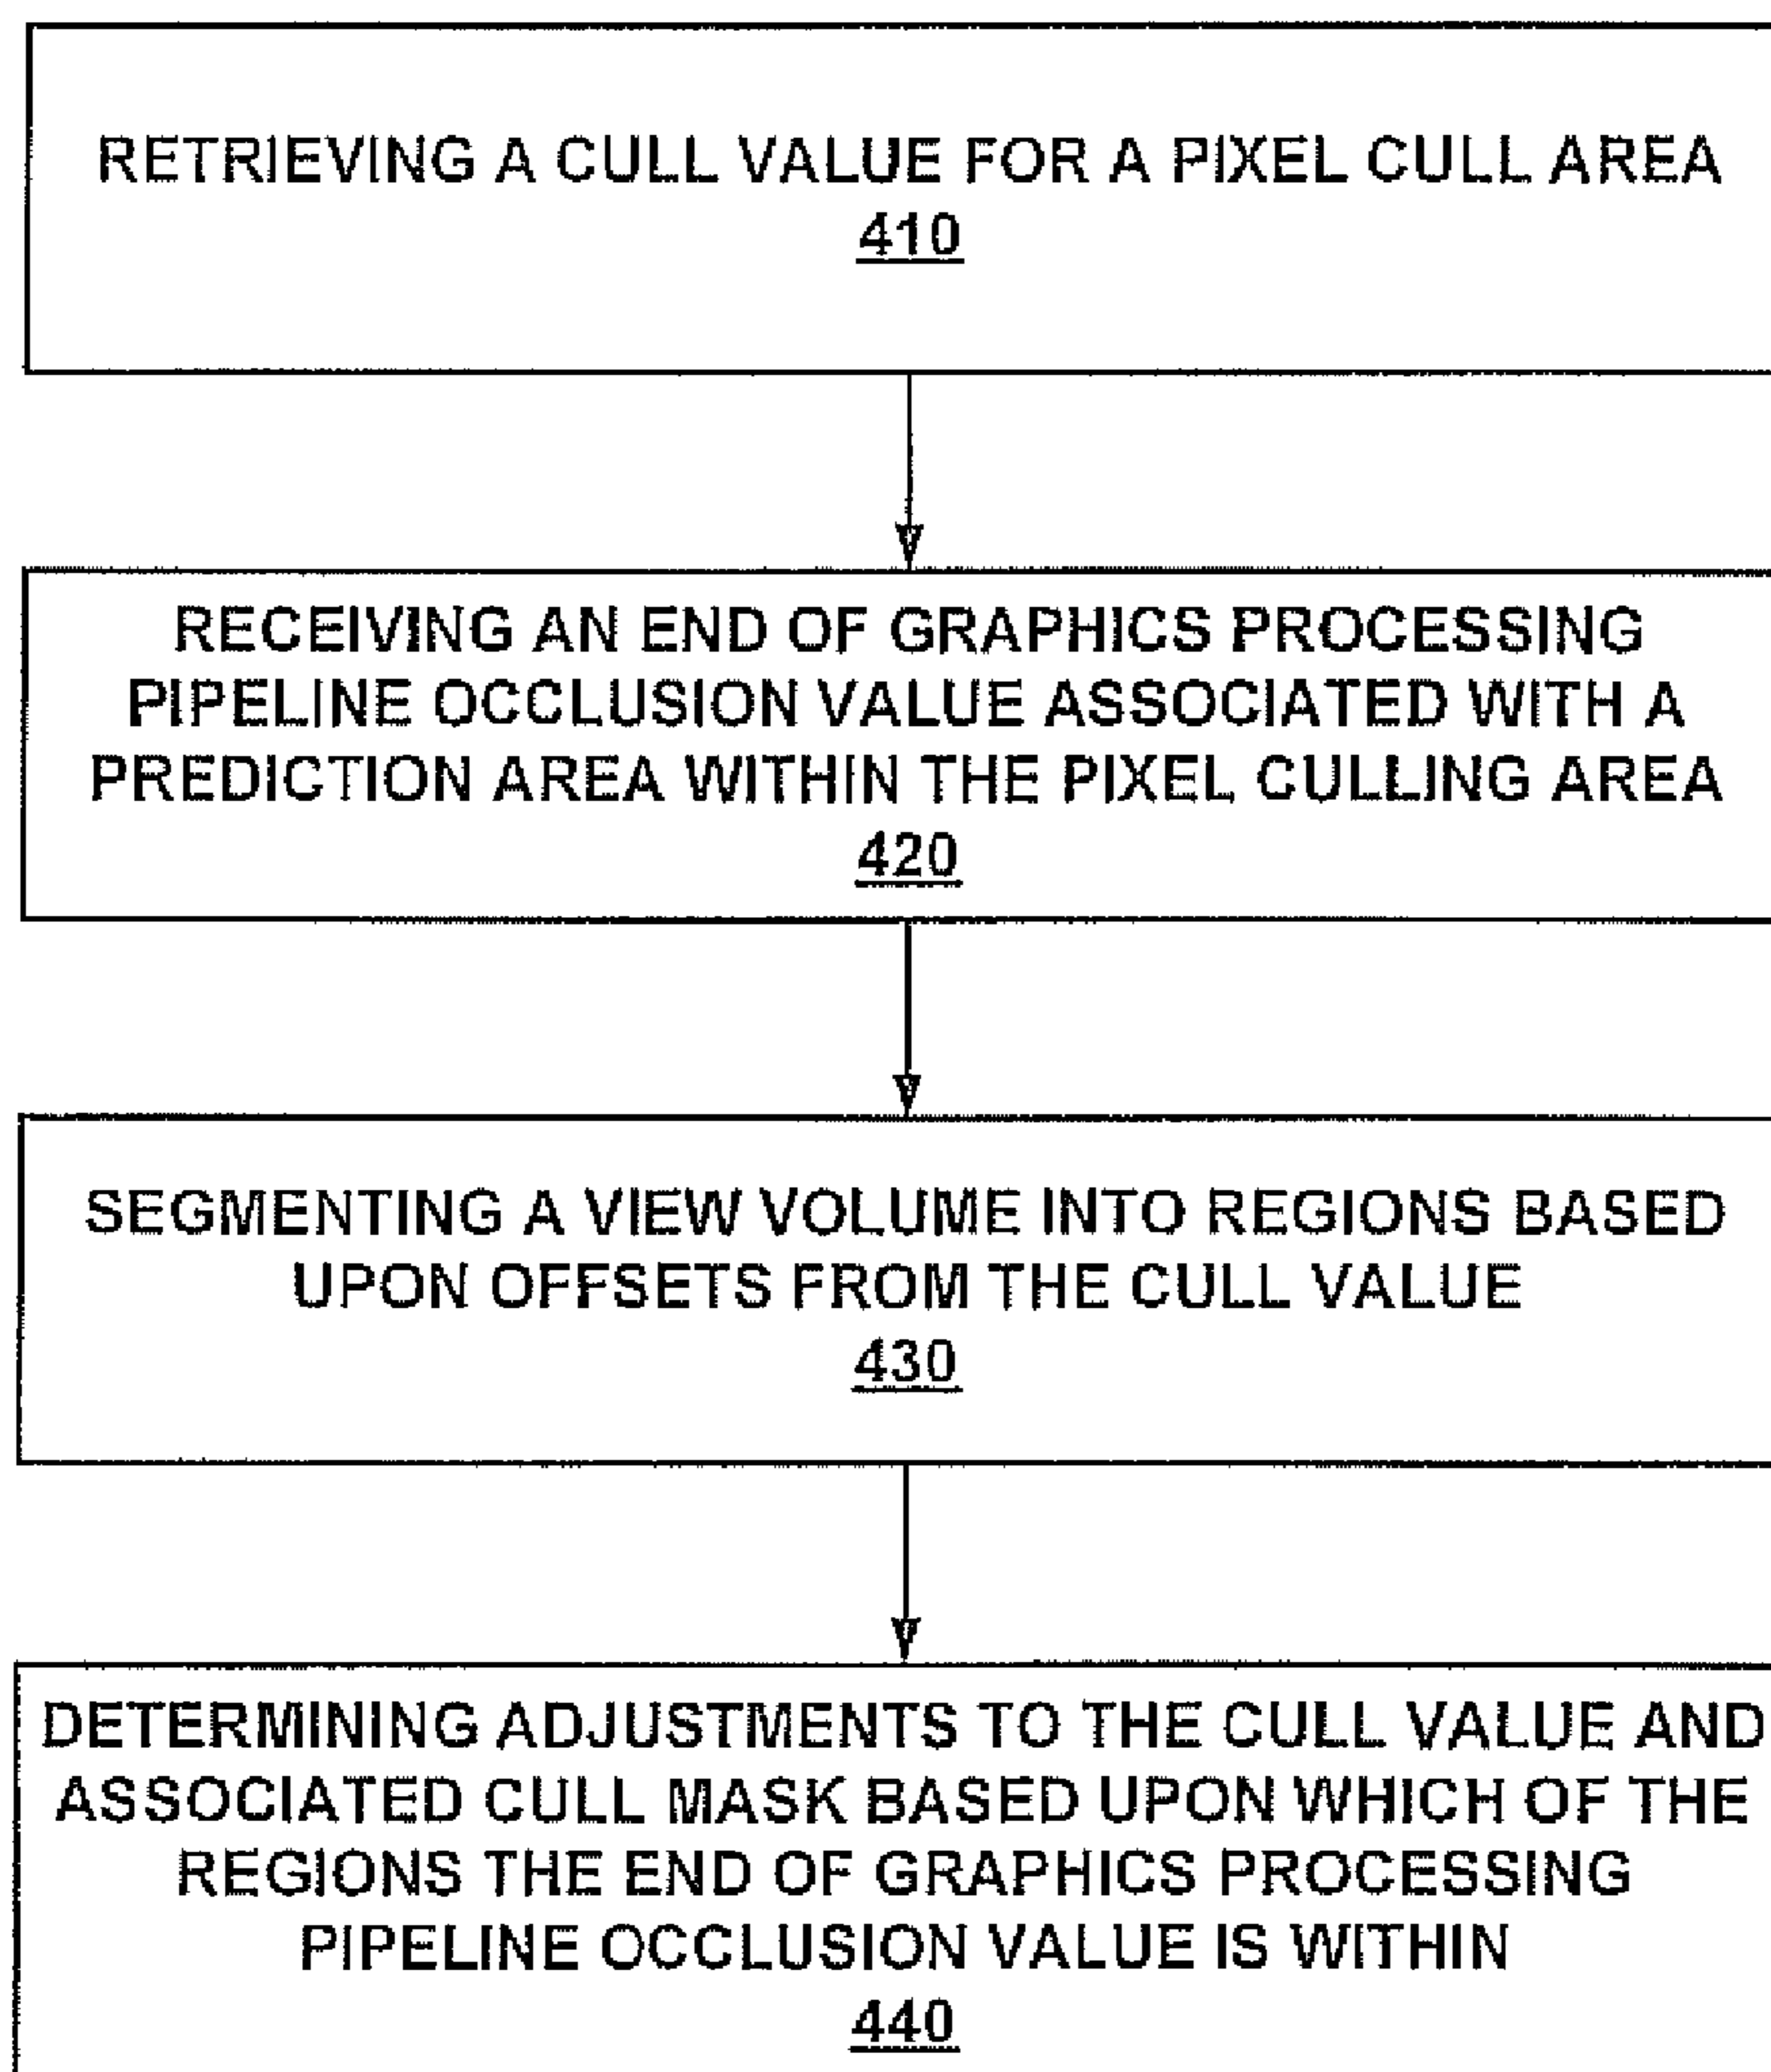 RETRIEVING A CULL VALUE FOR A PIXEL CULL AREA
410
RECEIVING AN END OF GRAPHICS PROCESSING
PIPELINE OCCLUSION VALUE ASSOCIATED WITH A
PREDICTION AREA WITHIN THE PIXEL CULLING AREA
420
SEGMENTING A VIEW VOLUME INTO REGIONS BASED
UPON OFFSETS FROM THE CULL VALUE
430
DETERMINING ADJUSTMENTS TO THE CULL VALUE AND
ASSOCIATED CULL MASK BASED UPON WHICH OF THE
REGIONS THE END OF GRAPHICS PROCESSING
PIPELINE OCCLUSION VALUE IS WITHIN
440